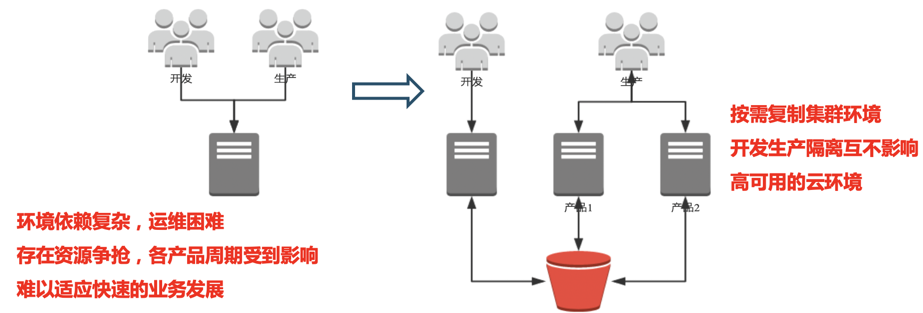 开发
生产
环境依赖复杂，运维困难
存在资源争抢，各产品周期受到影响
难以适应快速的业务发展
开发
生产
产品1
产品2
按需复制集群环境
开发生产隔离互不影响
高可用的云环境